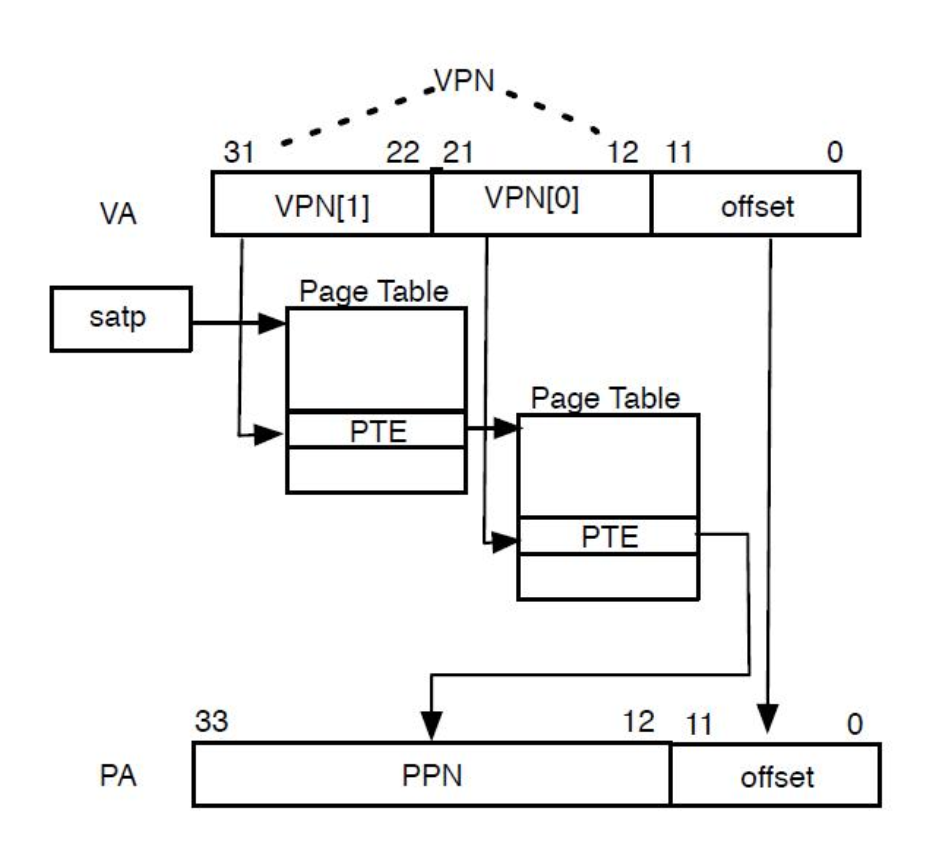 VPN
31 22 21 12 11 0
VA VPN[1] VPN[0] offset
Page Table
satp
Page Table
PTE
PTE
33 12 11 0
PA PPN offset